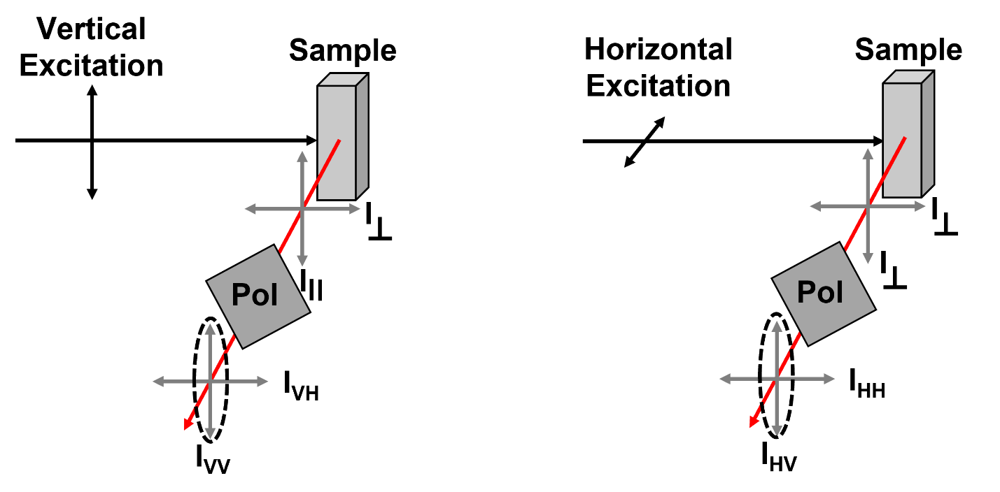 Vertical
Excitation
Sample
I⊥
I||
Pol
IVH
IVV
Horizontal
Excitation
Sample
I⊥
I⊥
Pol
IHH
IHV